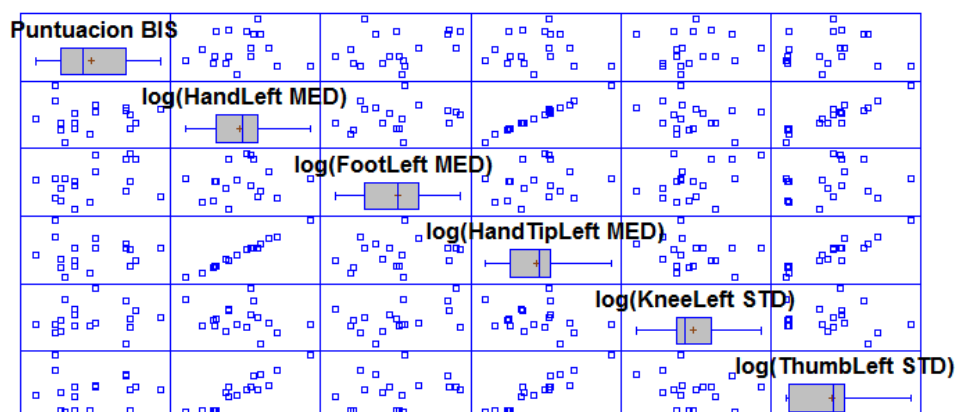 Puntuacion BIS
log(HandLeft MED)
log(FootLeft MED)
log(HandTipLeft MED)
log(KneeLeft STD)
log(ThumbLeft STD)